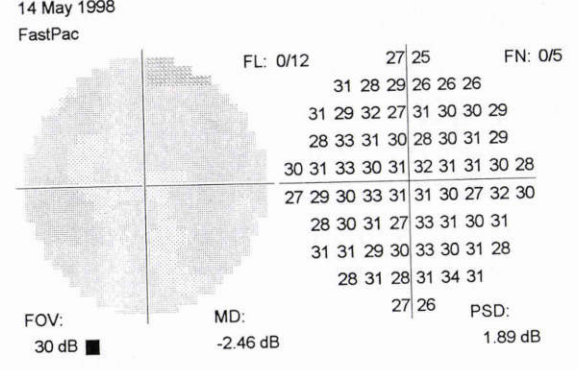 14 May 1998
FastPac
FL: 0/12
FN: 0/5
27 25
31 28 29 26 26 26
31 29 32 27 31 30 30 29
28 33 31 30 28 30 31 29
30 31 33 30 31 32 31 31 30 28
27 29 30 33 31 31 30 27 32 30
28 30 31 27 33 31 30 31
31 31 29 30 33 30 31 28
28 31 28 31 34 31
27 26
FOV:
30 dB
MD:
-2.46 dB
PSD:
1.89 dB